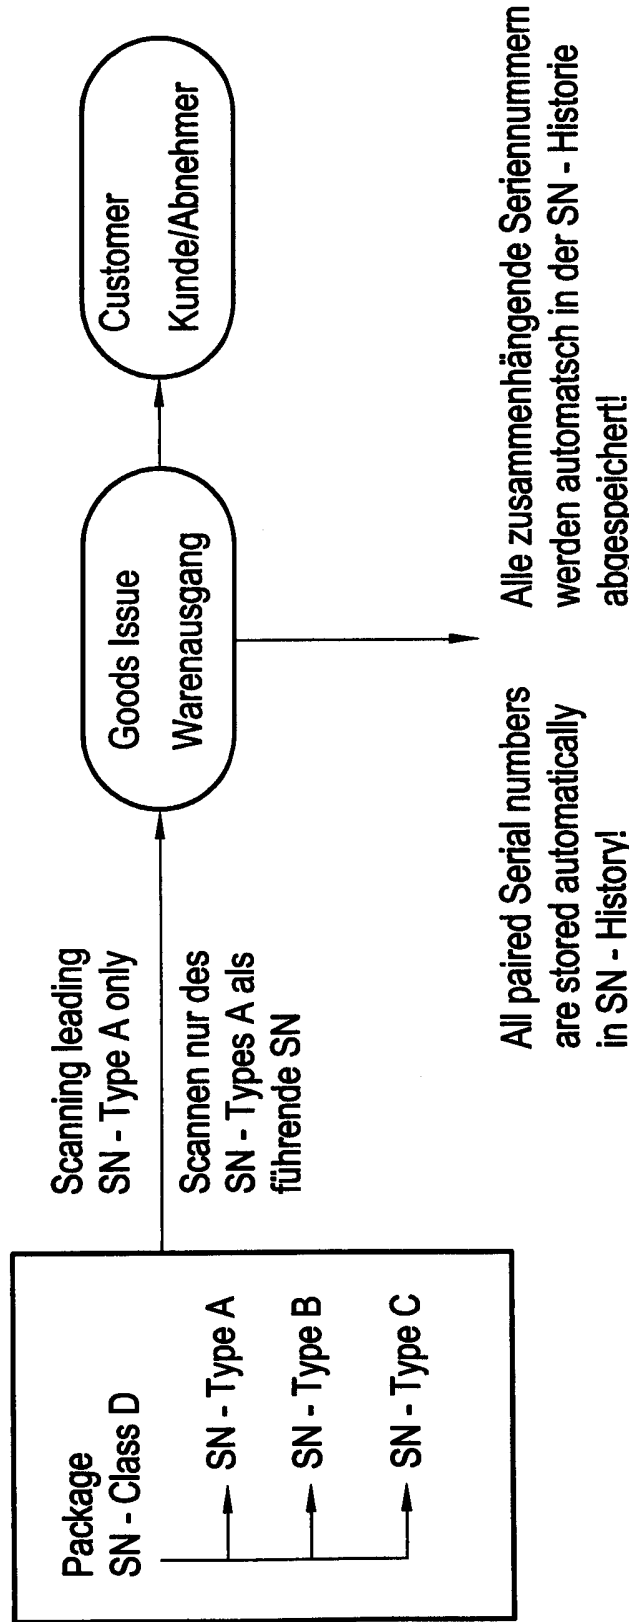 Package
SN - Class D
SN - Type A
SN - Type B
SN - Type C
Scanning leading
SN - Type A only
Scannen nur des
SN - Types A als
führende SN
Goods Issue
Warenausgang
Customer
Kunde/Abnehmer
All paired Serial numbers
are stored automatically
in SN - History!
Alle zusammenhängende Seriennummern
werden automatsch in der SN - Historie
abgespeichert!